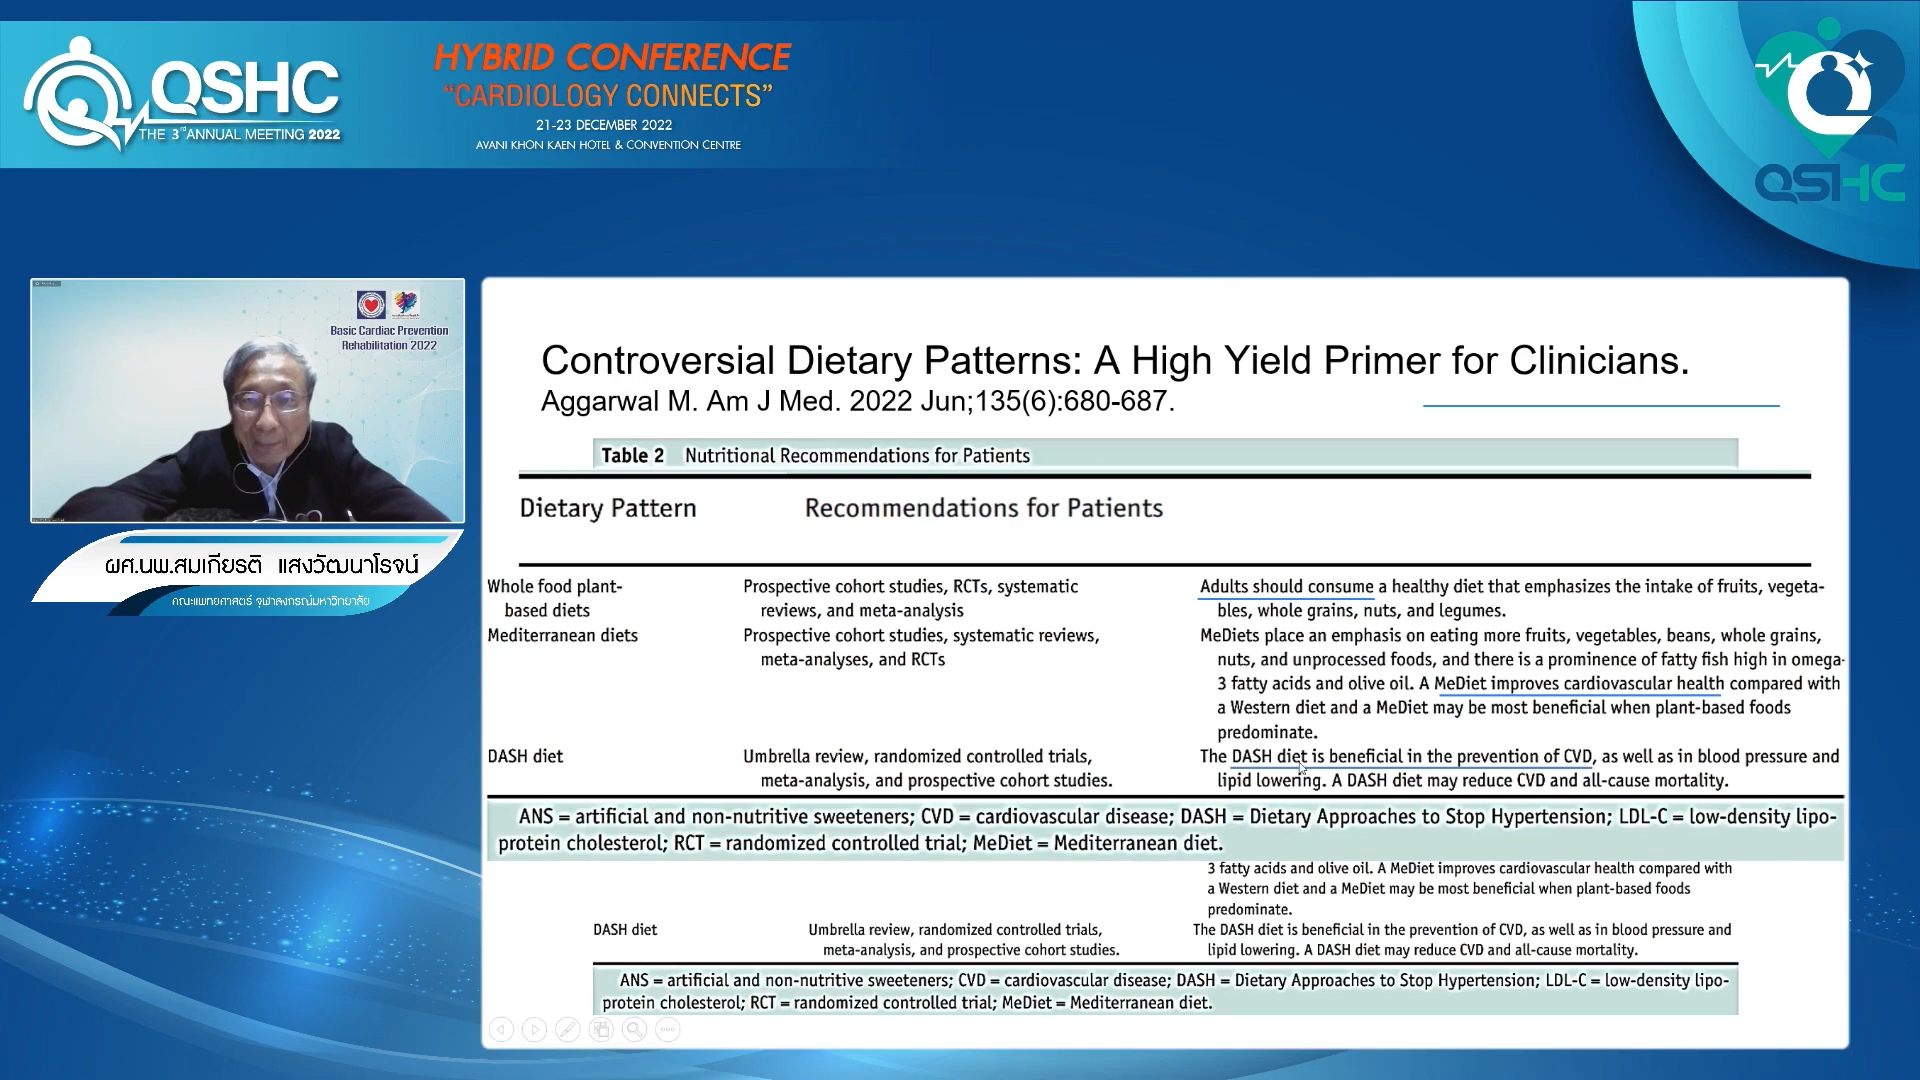 QSHC
THE 3rd ANNUAL MEETING 2022
HYBRID CONFERENCE
“CARDIOLOGY CONNECTS”
21-23 DECEMBER 2022
AVANI KHON KAEN HOTEL & CONVENTION CENTRE
QSHC
Basic Cardiac Prevention
Rehabilitation 2022
ผศ.นพ.สมเกียรติ แสงวัฒนาโรจน์
คณะแพทยศาสตร์ จุฬาลงกรณ์มหาวิทยาลัย
Controversial Dietary Patterns: A High Yield Primer for Clinicians.
Aggarwal M. Am J Med. 2022 Jun;135(6):680-687.
Table 2 Nutritional Recommendations for Patients
Dietary Pattern Recommendations for Patients
Whole food plant- Prospective cohort studies, RCTs, systematic Adults should consume a healthy diet that emphasizes the intake of fruits, vegeta-
based diets reviews, and meta-analysis bles, whole grains, nuts, and legumes.
Mediterranean diets Prospective cohort studies, systematic reviews, MeDiets place an emphasis on eating more fruits, vegetables, beans, whole grains,
meta-analyses, and RCTs nuts, and unprocessed foods, and there is a prominence of fatty fish high in omega-
3 fatty acids and olive oil. A MeDiet improves cardiovascular health compared with
a Western diet and a MeDiet may be most beneficial when plant-based foods
predominate.
DASH diet Umbrella review, randomized controlled trials, The DASH diet is beneficial in the prevention of CVD, as well as in blood pressure and
meta-analysis, and prospective cohort studies. lipid lowering. A DASH diet may reduce CVD and all-cause mortality.
ANS = artificial and non-nutritive sweeteners; CVD = cardiovascular disease; DASH = Dietary Approaches to Stop Hypertension; LDL-C = low-density lipo-
protein cholesterol; RCT = randomized controlled trial; MeDiet = Mediterranean diet.
3 fatty acids and olive oil. A MeDiet improves cardiovascular health compared with
a Western diet and a MeDiet may be most beneficial when plant-based foods
predominate.
DASH diet Umbrella review, randomized controlled trials, The DASH diet is beneficial in the prevention of CVD, as well as in blood pressure and
meta-analysis, and prospective cohort studies. lipid lowering. A DASH diet may reduce CVD and all-cause mortality.
ANS = artificial and non-nutritive sweeteners; CVD = cardiovascular disease; DASH = Dietary Approaches to Stop Hypertension; LDL-C = low-density lipo-
protein cholesterol; RCT = randomized controlled trial; MeDiet = Mediterranean diet.